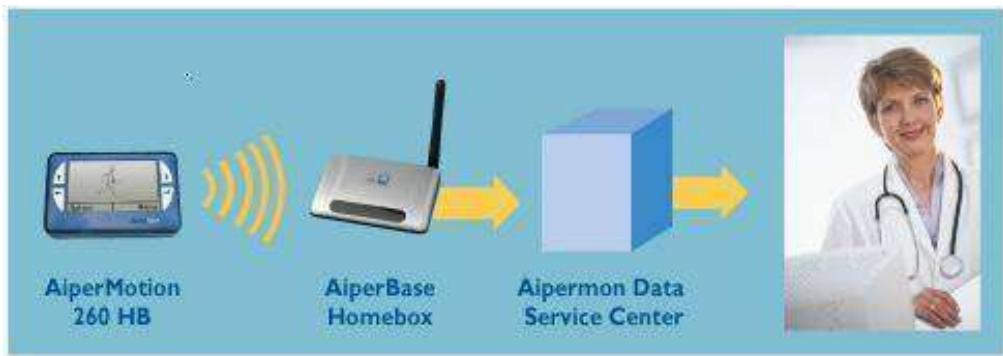 AiperMotion
260 HB
AiperBase
Homebox
Aipermon Data
Service Center